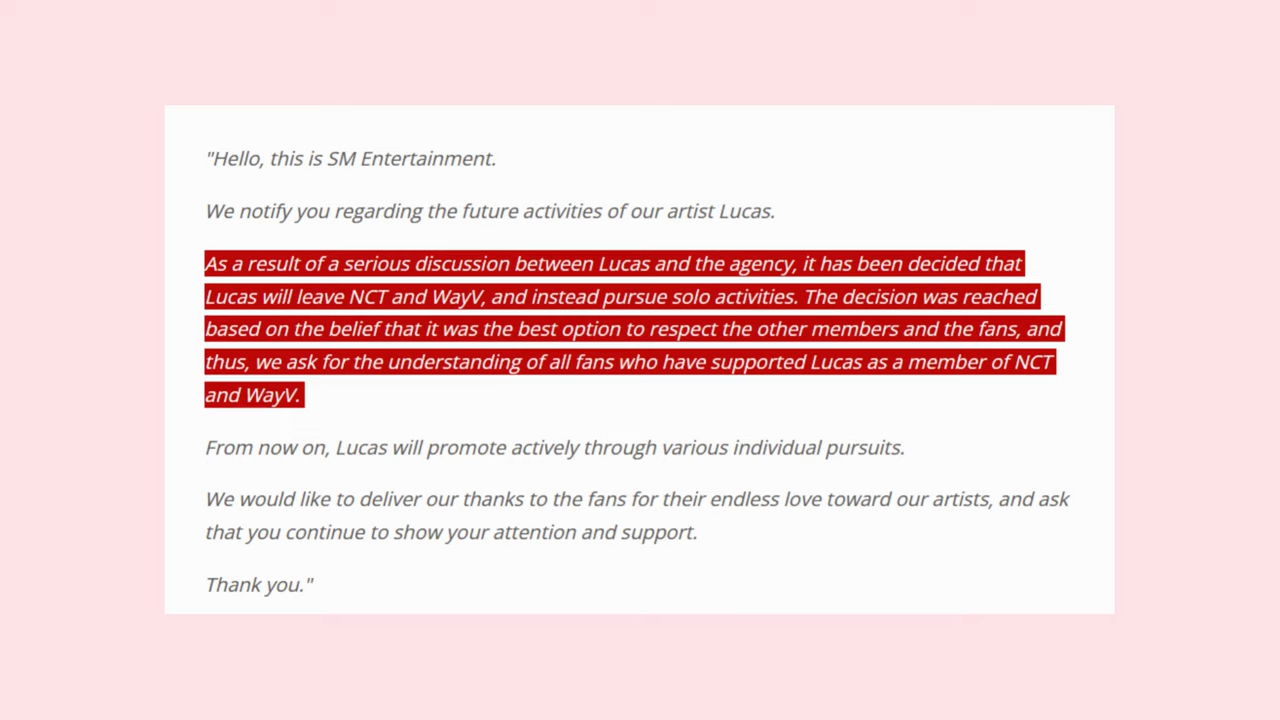 "Hello, this is SM Entertainment.
We notify you regarding the future activities of our artist Lucas.
As a result of a serious discussion between Lucas and the agency, it has been decided that
Lucas will leave NCT and WayV, and instead pursue solo activities. The decision was reached
based on the belief that it was the best option to respect the other members and the fans, and
thus, we ask for the understanding of all fans who have supported Lucas as a member of NCT
and WayV.
From now on, Lucas will promote actively through various individual pursuits.
We would like to deliver our thanks to the fans for their endless love toward our artists, and ask
that you continue to show your attention and support.
Thank you."